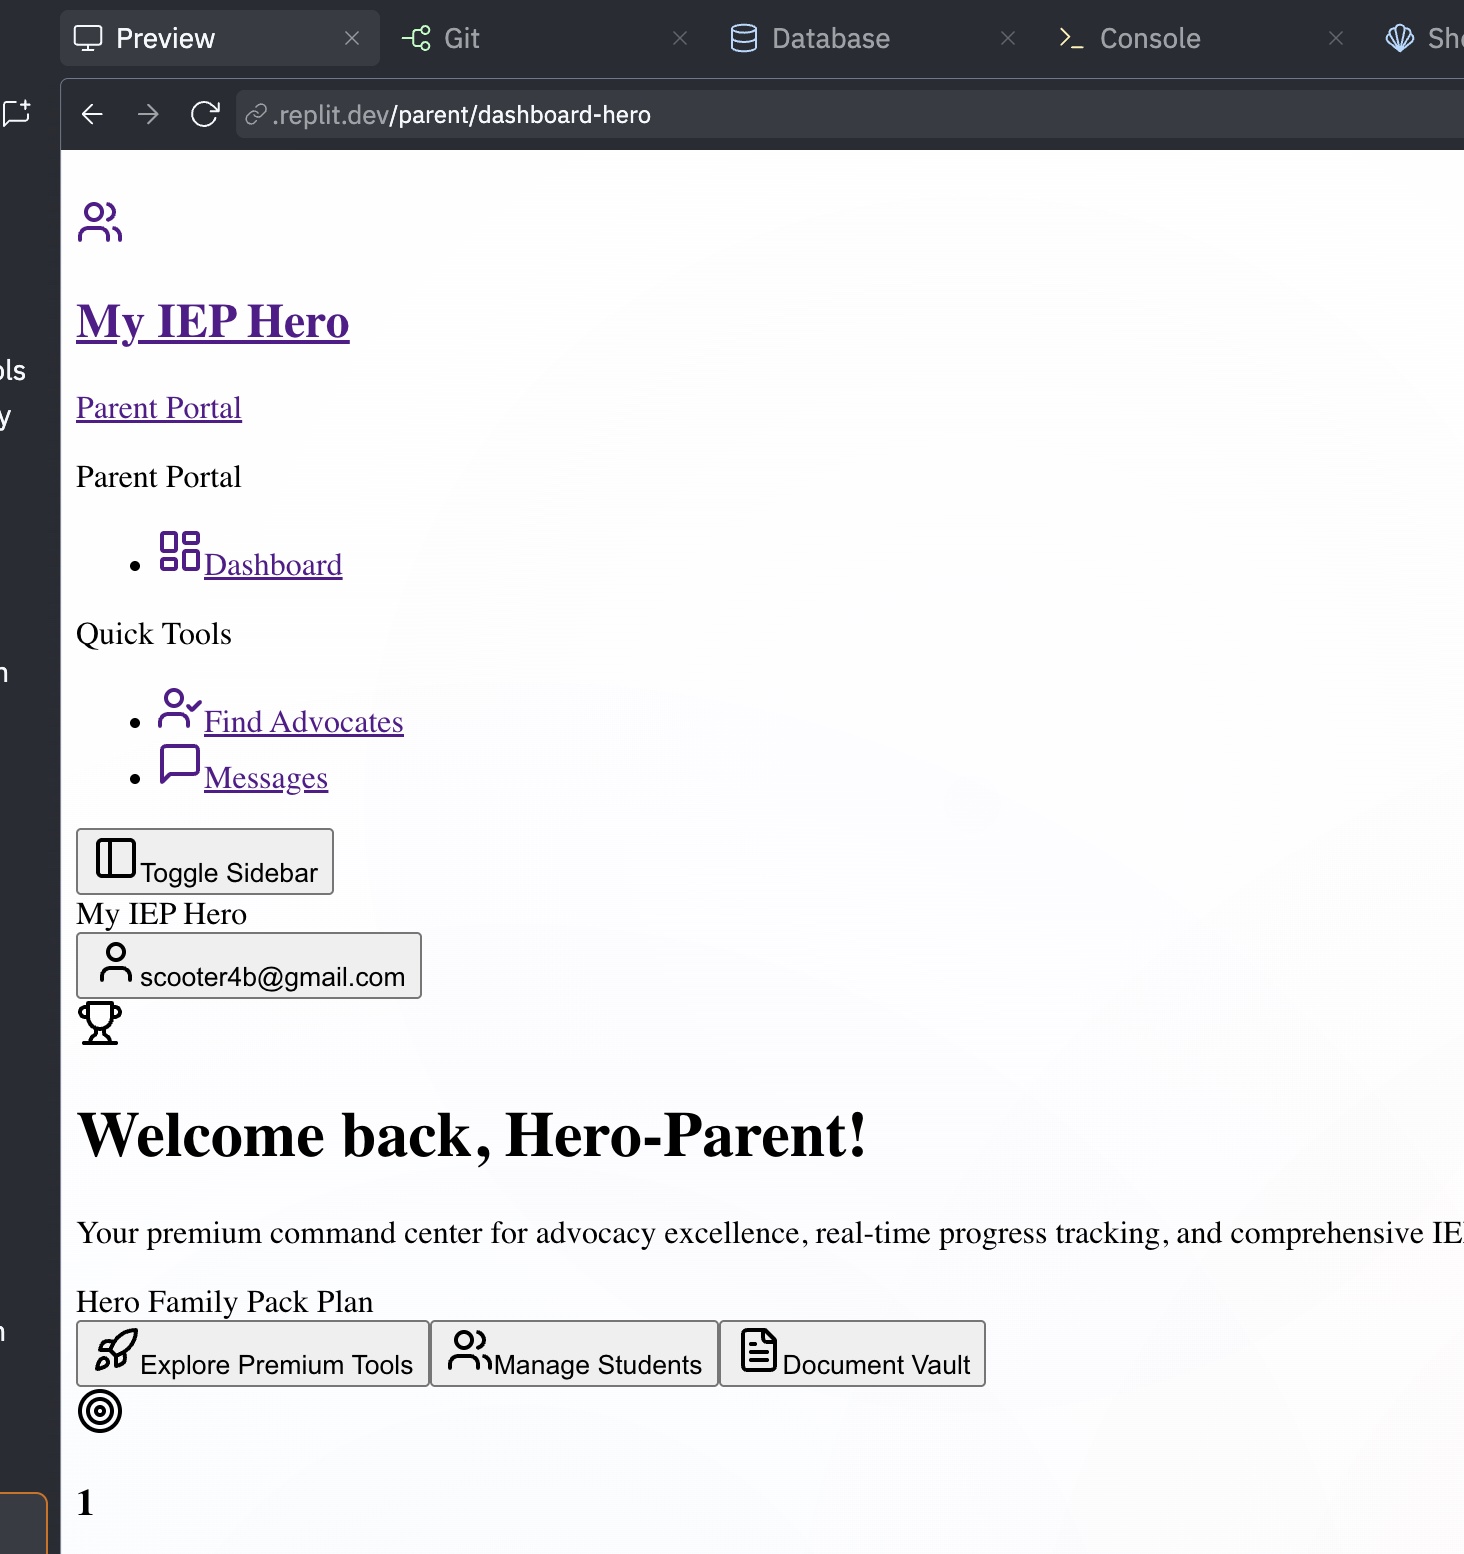 Preview
Git
Database
Console
.replit.dev/parent/dashboard-hero
My IEP Hero
Parent Portal
Parent Portal
Dashboard
Quick Tools
Find Advocates
Messages
Toggle Sidebar
My IEP Hero
scooter4b@gmail.com
Welcome back, Hero-Parent!
Your premium command center for advocacy excellence, real-time progress tracking, and comprehensive
Hero Family Pack Plan
Explore Premium Tools Manage Students Document Vault
1